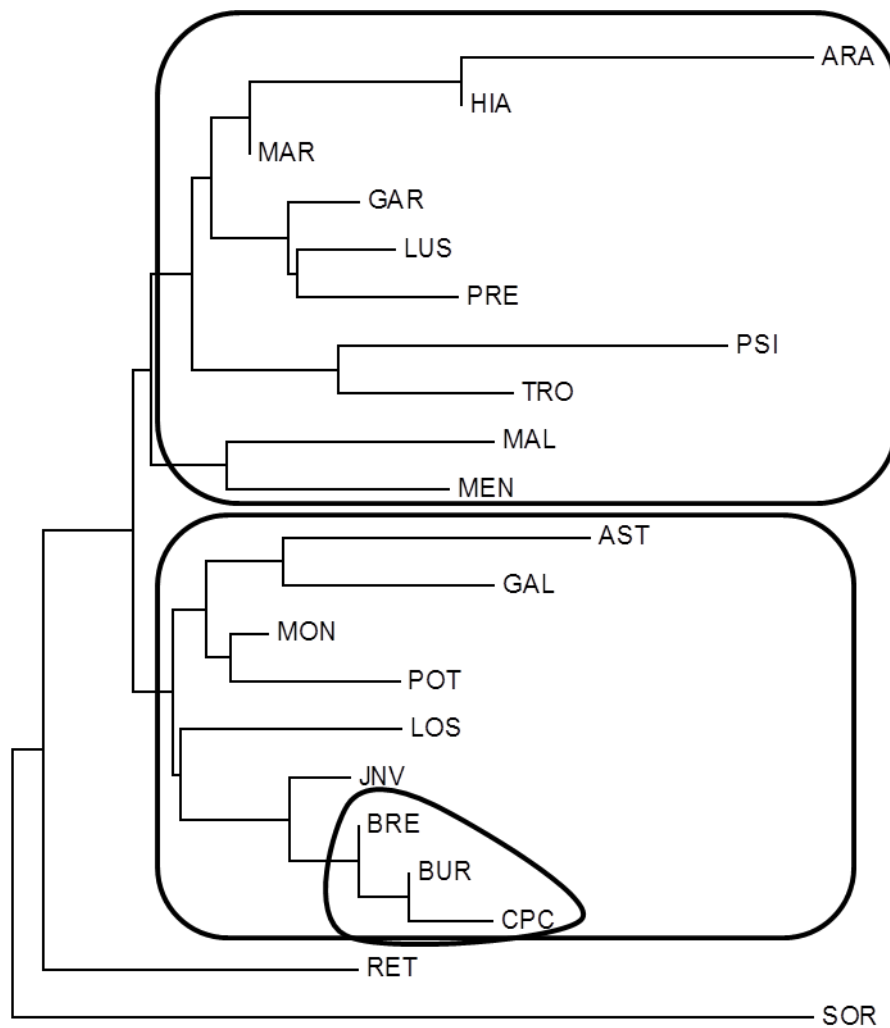 ARA
HIA
MAR
GAR
LUS
PRE
PSI
TRO
MAL
MEN
AST
GAL
MON
POT
LOS
JNV
BRE
BUR
CPC
RET
SOR